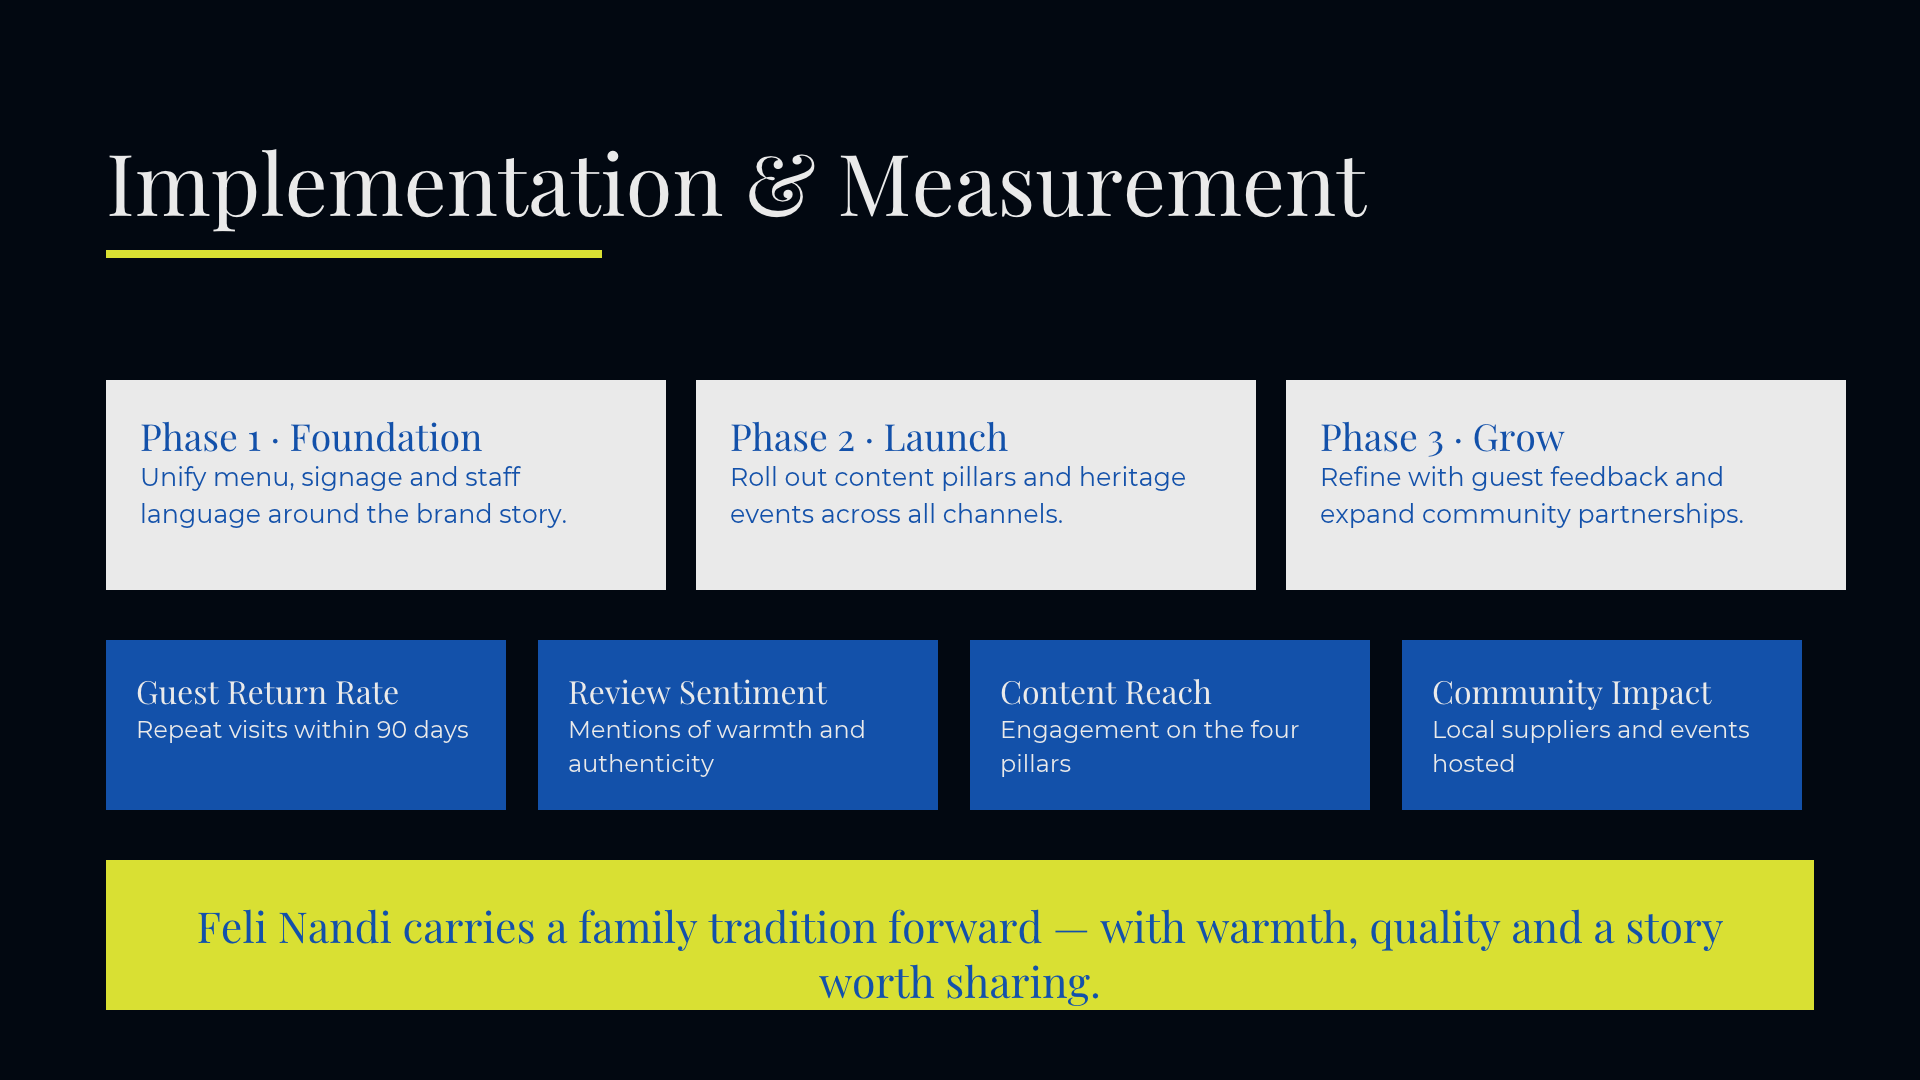 Implementation & Measurement
Phase 1 · Foundation
Unify menu, signage and staff
language around the brand story.
Phase 2 · Launch
Roll out content pillars and heritage
events across all channels.
Phase 3 · Grow
Refine with guest feedback and
expand community partnerships.
Guest Return Rate
Repeat visits within 90 days
Review Sentiment
Mentions of warmth and
authenticity
Content Reach
Engagement on the four
pillars
Community Impact
Local suppliers and events
hosted
Feli Nandi carries a family tradition forward — with warmth, quality and a story
worth sharing.